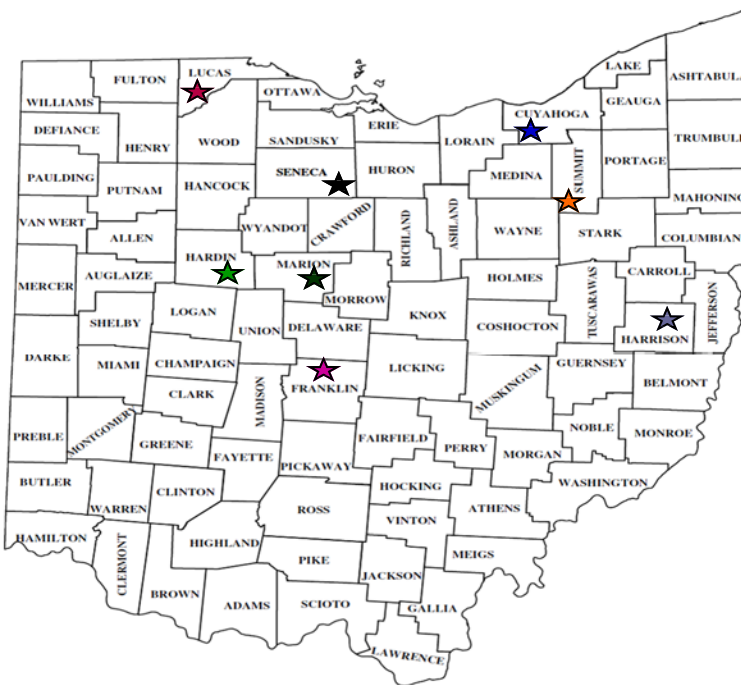 LAKE
ASHTABULA
LUCAS
FULTON
OTTAWA
GEAUGA
WILLIAMS
CUYAHOGA
ERIE
DEFIANCE
TRUMBULL
WOOD
SANDUSKY
LORAIN
HENRY
PORTAGE
SUMMIT
SENECA
HURON
MEDINA
PAULDING
HANCOCK
PUTNAM
MAHONING
VAN WERT
WYANDOT
CRAWFORD
RICHLAND
ASHLAND
WAYNE
STARK
ALLEN
COLUMBIAN
HARDIN
MARION
CARROLL
AUGLAIZE
HOLMES
MERCER
TUSCARAWAS
JEFFERSON
MORROW
LOGAN
KNOX
SHELBY
UNION
DELAWARE
COSHOCTON
HARRISON
DARKE
MIAMI
CHAMPAIGN
GUERNSEY
LICKING
MUSKINGUM
BELMONT
CLARK
MADISON
FRANKLIN
MONTGOMERY
NOBLE
PREBLE
GREENE
FAIRFIELD
MONROE
PERRY
MORGAN
FAYETTE
PICKAWAY
BUTLER
HOCKING
WASHINGTON
CLINTON
WARREN
ROSS
ATHENS
VINTON
HAMILTON
HIGHLAND
CLERMONT
MEIGS
PIKE
JACKSON
BROWN
ADAMS
SCIOTO
GALLIA
LAWRENCE